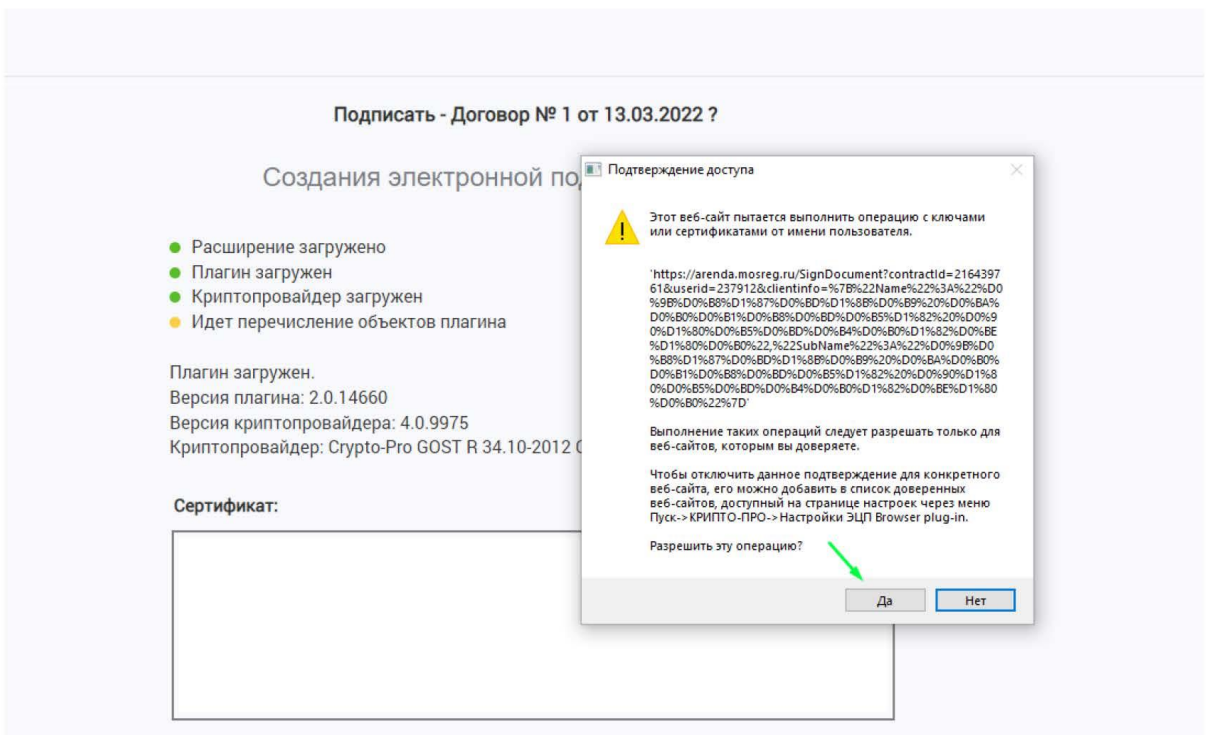 Подписать - Договор № 1 от 13.03.2022 ?
Создания электронной по
Расширение загружено
Плагин загружен
Криптопровайдер загружен
Идет перечисление объектов плагина
Плагин загружен.
Версия плагина: 2.0.14660
Версия криптопровайдера: 4.0.9975
Криптопровайдер: Crypto-Pro GOST R 34.10-2012
Сертификат:
Подтверждение доступа
Этот веб-сайт пытается выполнить операцию с ключами
или сертификатами от имени пользователя.
'https://arenda.mosreg.ru/SignDocument?contractId=2164397
61&userid=237912&clientinfo=%7B%22Name%22%3A%22%D0
%9B%D0%B8%D1%87%D0%BD%D1%8B%D0%B9%20%D0%BA%
D0%B0%D0%B1%D0%B8%D0%BD%D0%B5%D1%82%20%D0%9
0%D1%80%D0%B5%D0%BD%D0%B4%D0%B0%D1%82%D0%BE
%D1%80%D0%B0%22,%22SubName%22%3A%22%D0%9B%D0
%B8%D1%87%D0%BD%D1%8B%D0%B9%20%D0%BA%D0%B0%
D0%B1%D0%B8%D0%BD%D0%B5%D1%82%20%D0%90%D1%8
0%D0%B5%D0%BD%D0%B4%D0%B0%D1%82%D0%BE%D1%80
%D0%B0%22%7D'
Выполнение таких операций следует разрешать только для
веб-сайтов, которым вы доверяете.
Чтобы отключить данное подтверждение для конкретного
веб-сайта, его можно добавить в список доверенных
веб-сайтов, доступный на странице настроек через меню
Пуск->КРИПТО-ПРО->Настройки ЭЦП Browser plug-in.
Разрешить эту операцию?
Да
Нет